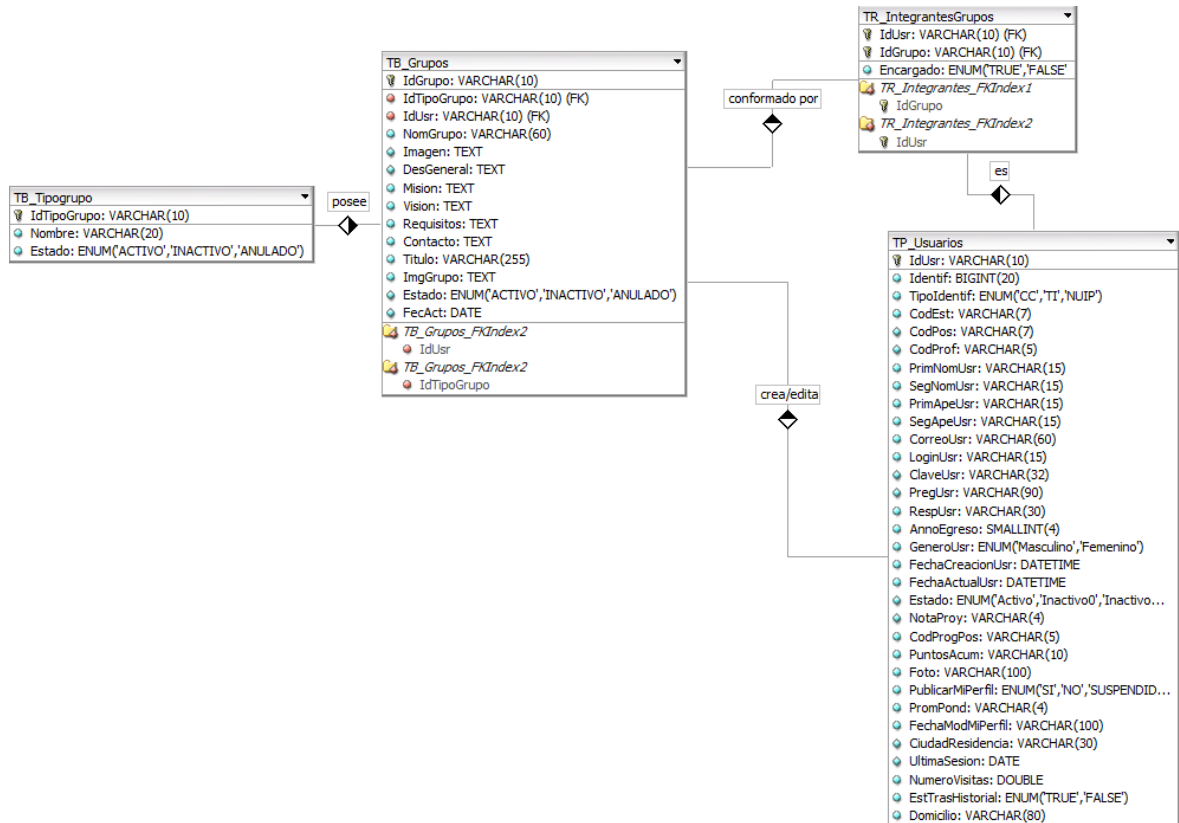 TB_Tipogrupo
IdTipoGrupo: VARCHAR(10)
Nombre: VARCHAR(20)
Estado: ENUM('ACTIVO','INACTIVO','ANULADO')
posee
TB_Grupos
IdGrupo: VARCHAR(10)
IdTipoGrupo: VARCHAR(10) (FK)
IdUsr: VARCHAR(10) (FK)
NomGrupo: VARCHAR(60)
Imagen: TEXT
DesGeneral: TEXT
Mision: TEXT
Vision: TEXT
Requisitos: TEXT
Contacto: TEXT
Titulo: VARCHAR(255)
ImgGrupo: TEXT
Estado: ENUM('ACTIVO','INACTIVO','ANULADO')
FecAct: DATE
TB_Grupos_FKIndex2
IdUsr
TB_Grupos_FKIndex2
IdTipoGrupo
conformado por
crea/edita
TR_IntegrantesGrupos
IdUsr: VARCHAR(10) (FK)
IdGrupo: VARCHAR(10) (FK)
Encargado: ENUM('TRUE','FALSE'
TR_Integrantes_FKIndex1
IdGrupo
TR_Integrantes_FKIndex2
IdUsr
es
TP_Usuarios
IdUsr: VARCHAR(10)
Identif: BIGINT(20)
TipoIdentif: ENUM('CC','TI','NUIP')
CodEst: VARCHAR(7)
CodPos: VARCHAR(7)
CodProf: VARCHAR(5)
PrimNomUsr: VARCHAR(15)
SegNomUsr: VARCHAR(15)
PrimApeUsr: VARCHAR(15)
SegApeUsr: VARCHAR(15)
CorreoUsr: VARCHAR(60)
LoginUsr: VARCHAR(15)
ClaveUsr: VARCHAR(32)
PregUsr: VARCHAR(90)
RespUsr: VARCHAR(30)
AnnoEgreso: SMALLINT(4)
GeneroUsr: ENUM('Masculino','Femenino')
FechaCreacionUsr: DATETIME
FechaActualUsr: DATETIME
Estado: ENUM('Activo','Inactivo0','Inactivo...
NotaProy: VARCHAR(4)
CodProgPos: VARCHAR(5)
PuntosAcum: VARCHAR(10)
Foto: VARCHAR(100)
PublicarMiPerfil: ENUM('SI','NO','SUSPENDID...
PromPond: VARCHAR(4)
FechaModMiPerfil: VARCHAR(100)
CiudadResidencia: VARCHAR(30)
UltimaSesion: DATE
NumeroVisitas: DOUBLE
EstTrasHistorial: ENUM('TRUE','FALSE')
Domicilio: VARCHAR(80)